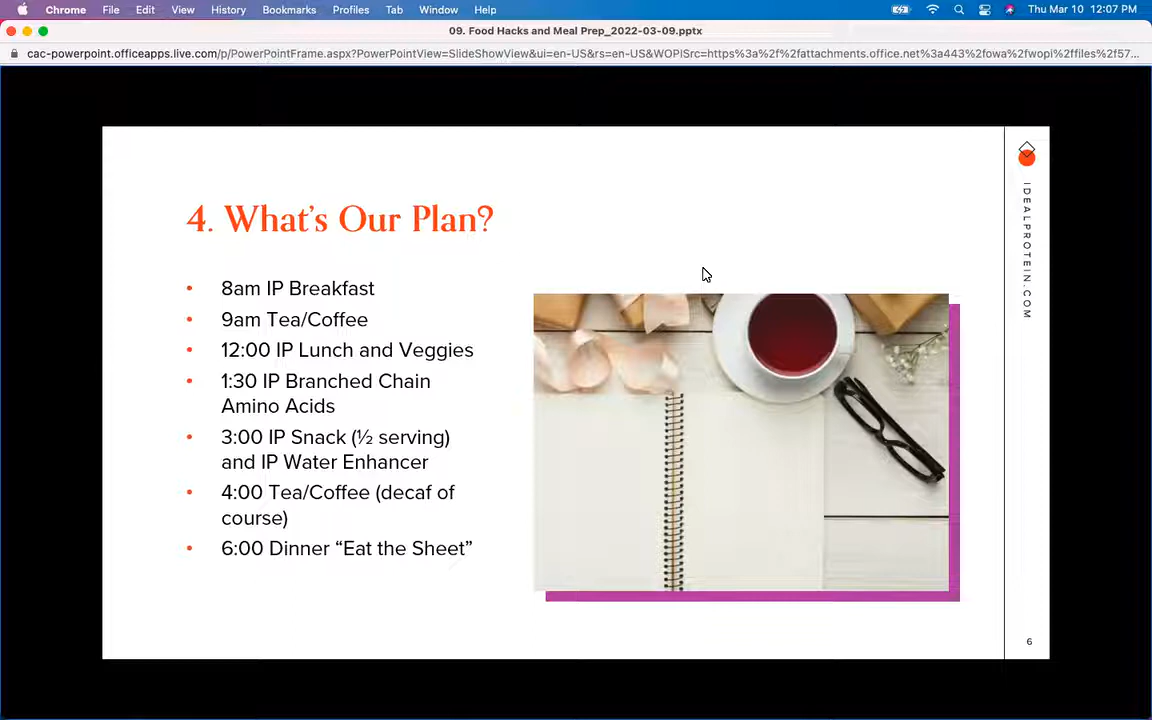 Chrome File Edit View History Bookmarks Profiles Tab Window Help Thu Mar 10 12:07 PM
09. Food Hacks and Meal Prep_2022-03-09.pptx
cac-powerpoint.officeapps.live.com/p/PowerPointFrame.aspx?PowerPointView=SlideShowView&ui=en-US&rs=en-US&WOPISrc=https%3a%2f%2fattachments.office.net%3a443%2fowa%2fwopi%2ffiles%2f57...
4. What's Our Plan?
• 8am IP Breakfast
• 9am Tea/Coffee
• 12:00 IP Lunch and Veggies
• 1:30 IP Branched Chain
Amino Acids
• 3:00 IP Snack (½ serving)
and IP Water Enhancer
• 4:00 Tea/Coffee (decaf of
course)
• 6:00 Dinner “Eat the Sheet”
IDEALPROTEIN.COM
6